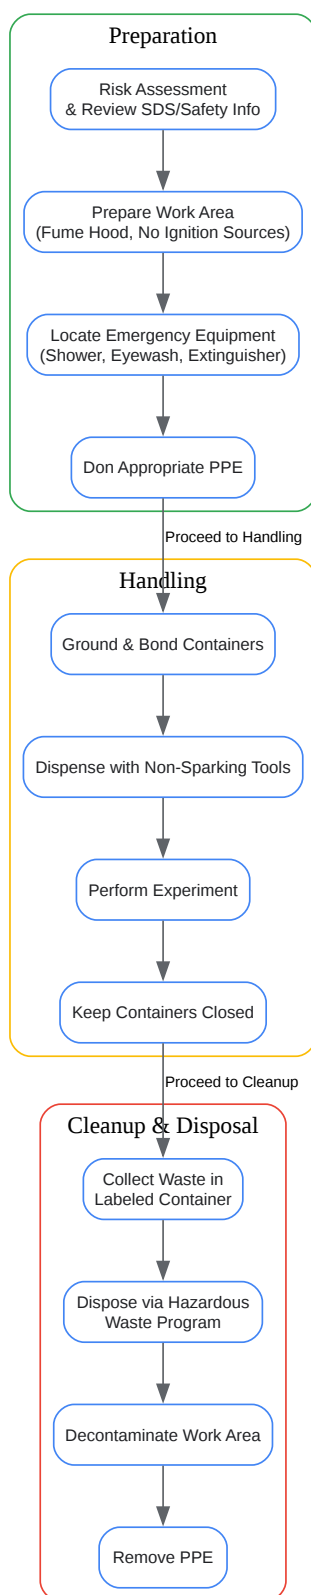 Preparation
Risk Assessment
& Review SDS/Safety Info
Prepare Work Area
(Fume Hood, No Ignition Sources)
Locate Emergency Equipment
(Shower, Eyewash, Extinguisher)
Don Appropriate PPE
Proceed to Handling
Handling
Ground & Bond Containers
Dispense with Non-Sparking Tools
Perform Experiment
Keep Containers Closed
Proceed to Cleanup
Cleanup & Disposal
Collect Waste in
Labeled Container
Dispose via Hazardous
Waste Program
Decontaminate Work Area
Remove PPE